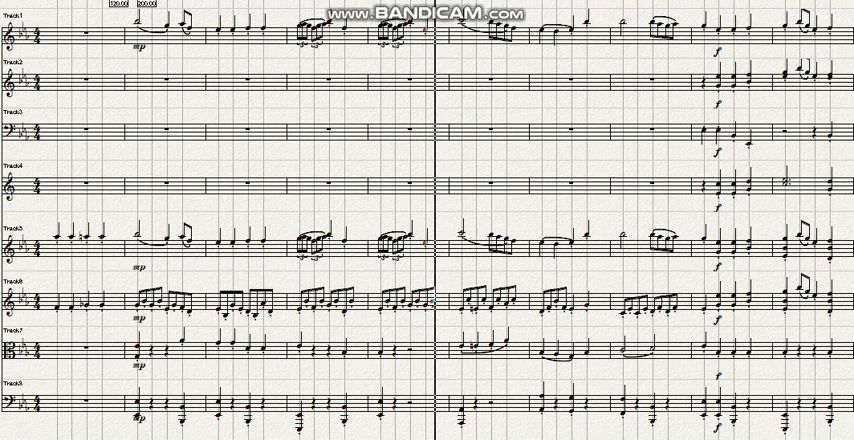 120.00 200.00
www.BANDICAM.com
Track1
mp
f
Track2
f
Track3
f
Track4
f
Track5
mp
f
Track6
mp
f
Track7
mp
f
Track8
mp
f